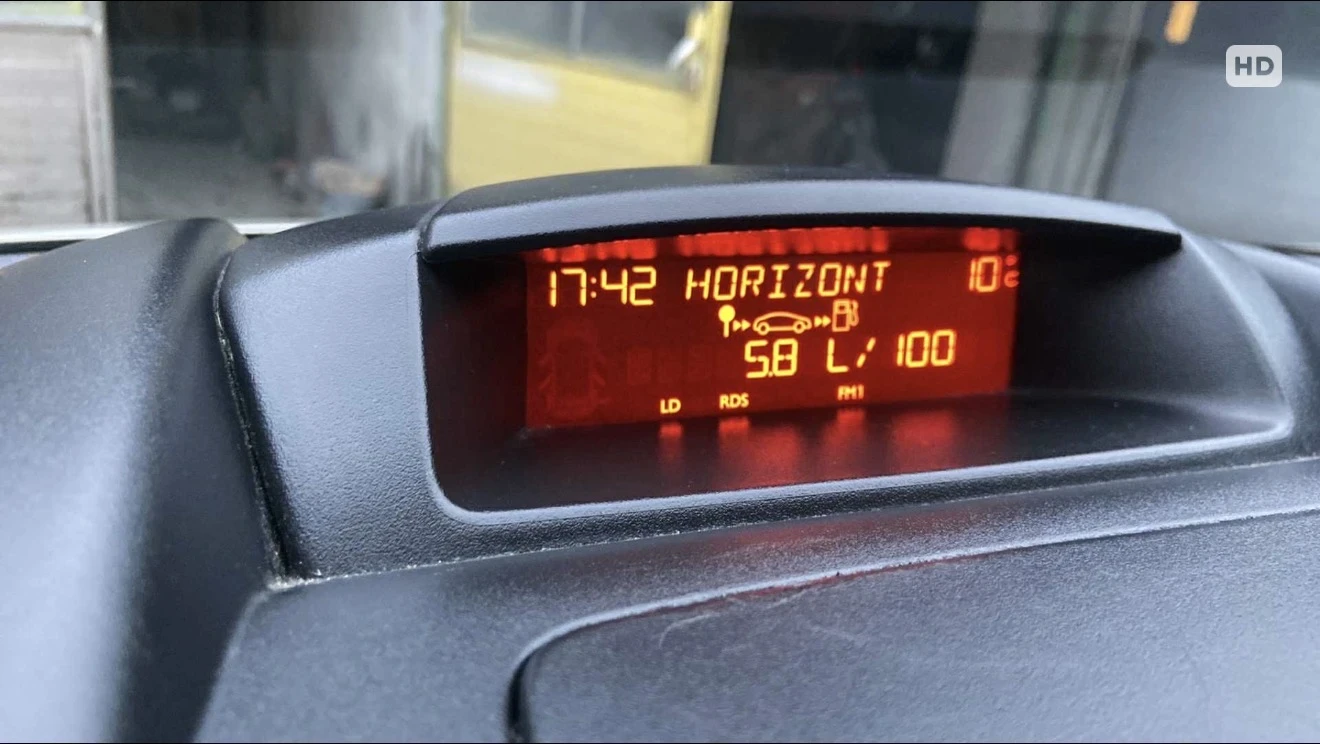 HD
17:42 HORIZONT 10°C
5.8 L/100
LD RDS FM1